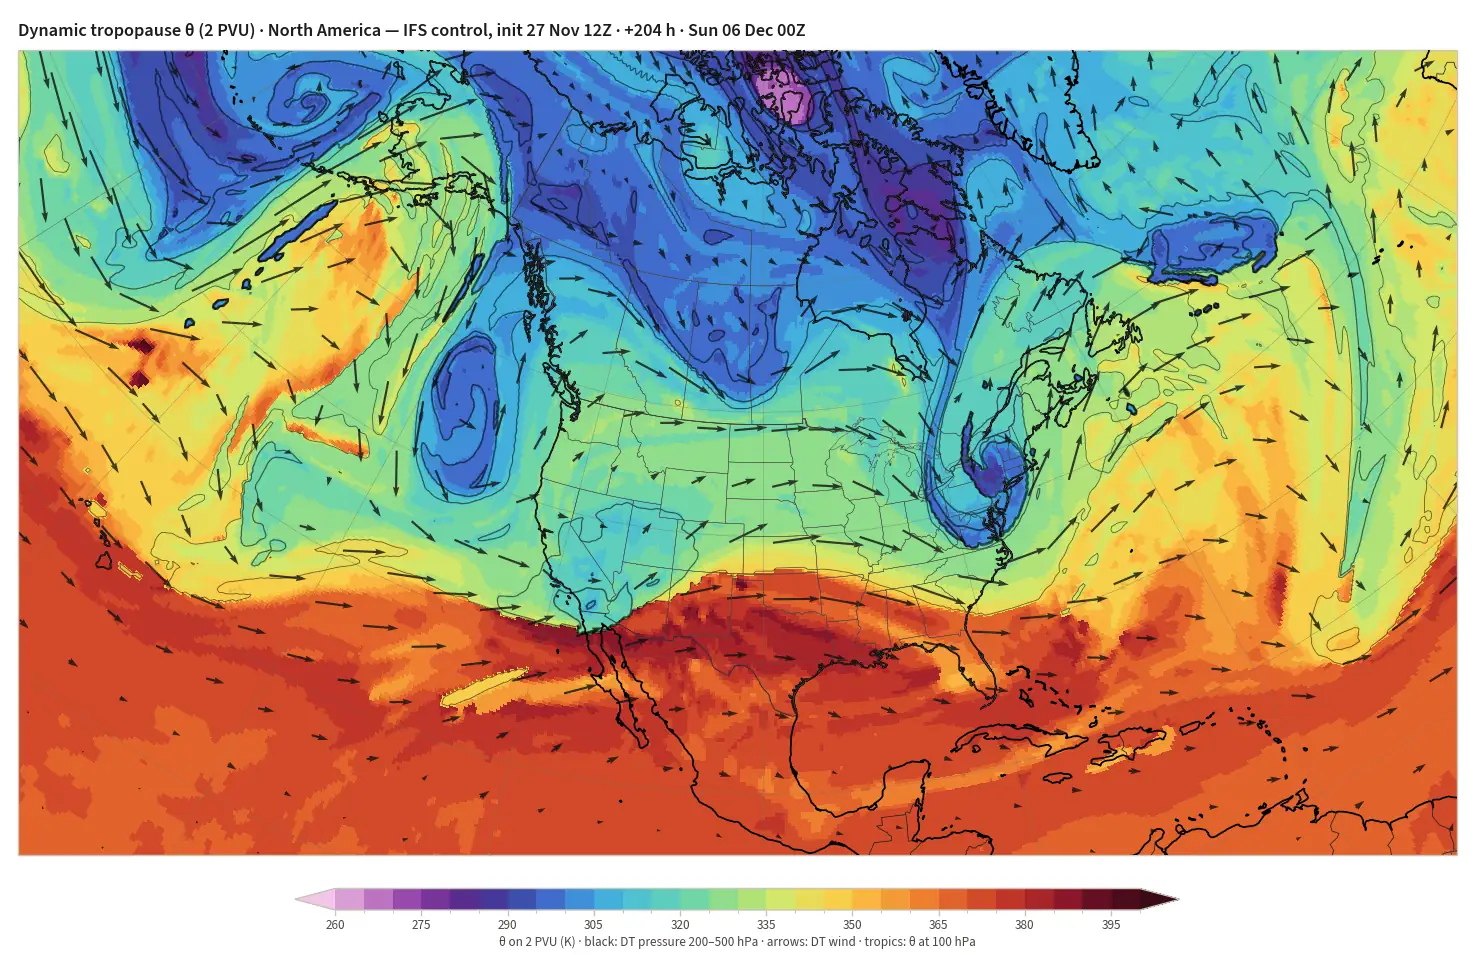 Dynamic tropopause θ (2 PVU) · North America — IFS control, init 27 Nov 12Z · +204 h · Sun 06 Dec 00Z
260 275 290 305 320 335 350 365 380 395
θ on 2 PVU (K) · black: DT pressure 200–500 hPa · arrows: DT wind · tropics: θ at 100 hPa